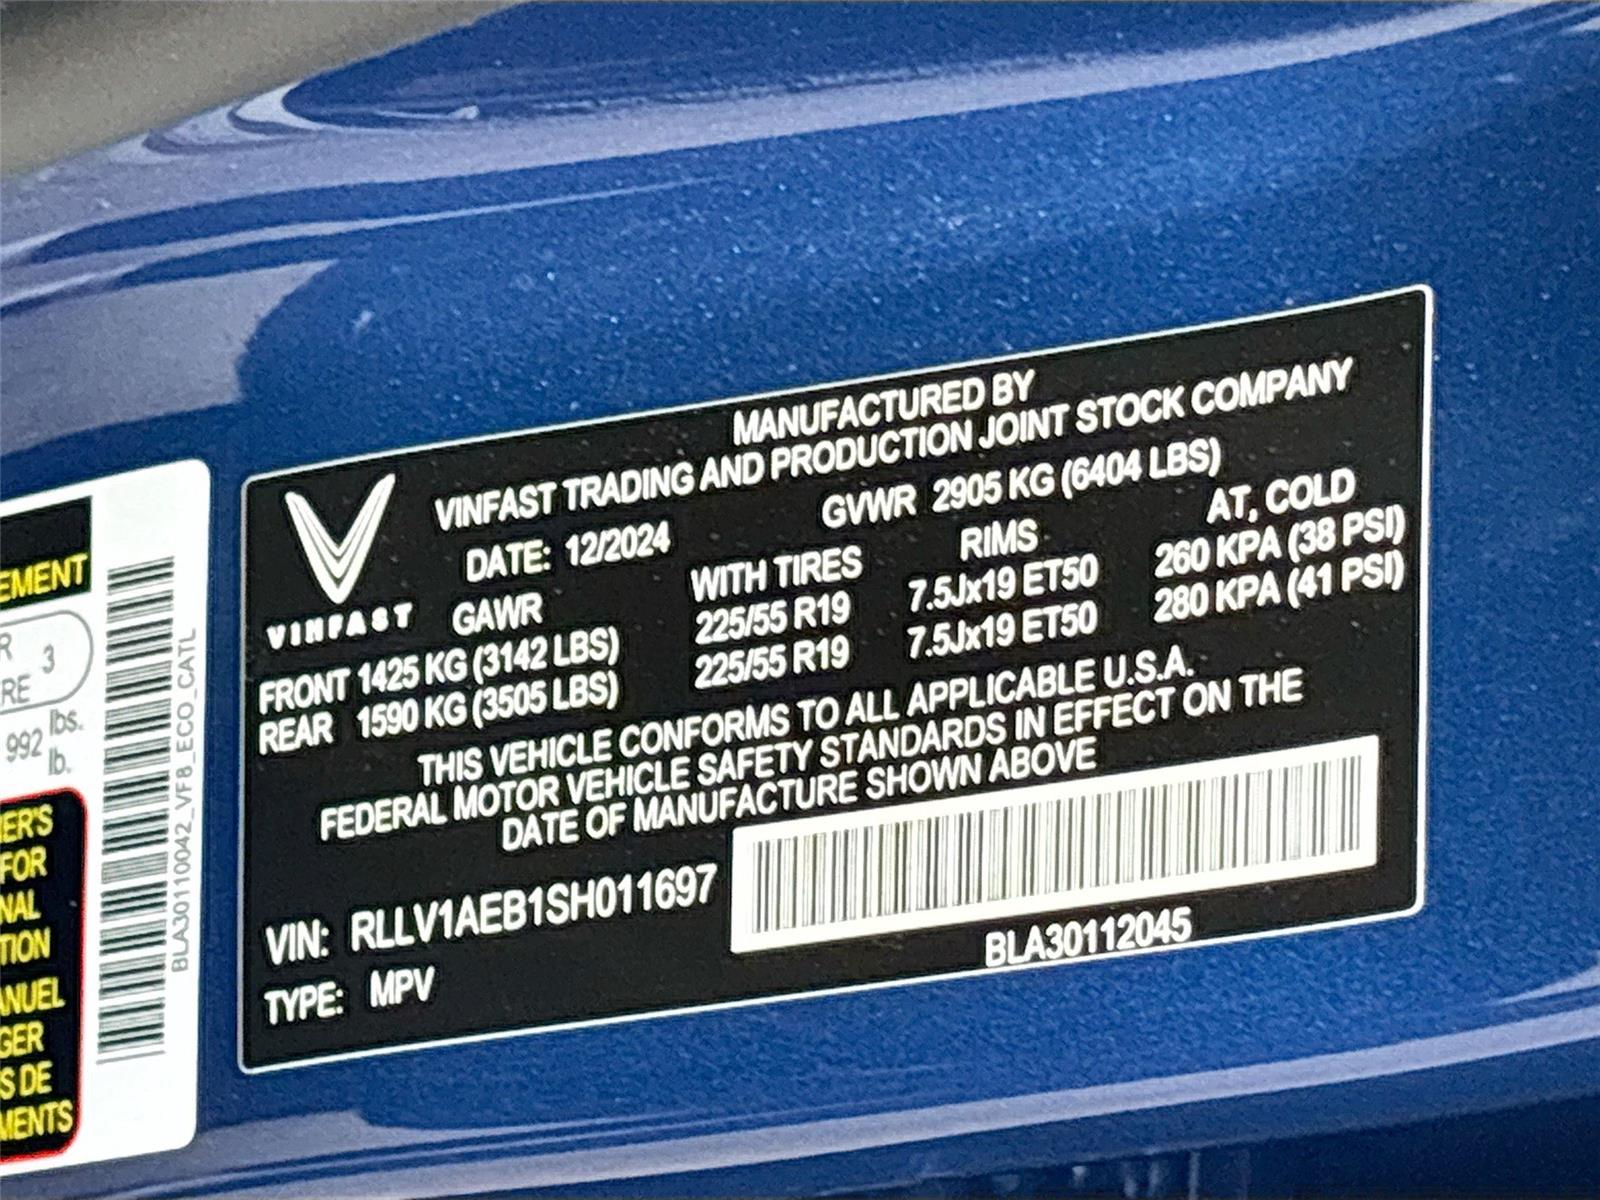 EMENT
R
3
RE
992 lbs.
lb.
NER'S
FOR
NAL
TION
ANUEL
GER
S DE
MENTS
BLA30110042_VF8_ECO_CATL
VINFAST
MANUFACTURED BY
VINFAST TRADING AND PRODUCTION JOINT STOCK COMPANY
DATE: 12/2024 GVWR 2905 KG (6404 LBS)
GAWR WITH TIRES RIMS AT, COLD
FRONT 1425 KG (3142 LBS) 225/55 R19 7.5Jx19 ET50 260 KPA (38 PSI)
REAR 1590 KG (3505 LBS) 225/55 R19 7.5Jx19 ET50 280 KPA (41 PSI)
THIS VEHICLE CONFORMS TO ALL APPLICABLE U.S.A.
FEDERAL MOTOR VEHICLE SAFETY STANDARDS IN EFFECT ON THE
DATE OF MANUFACTURE SHOWN ABOVE
VIN: RLLV1AEB1SH011697
TYPE: MPV
BLA30112045